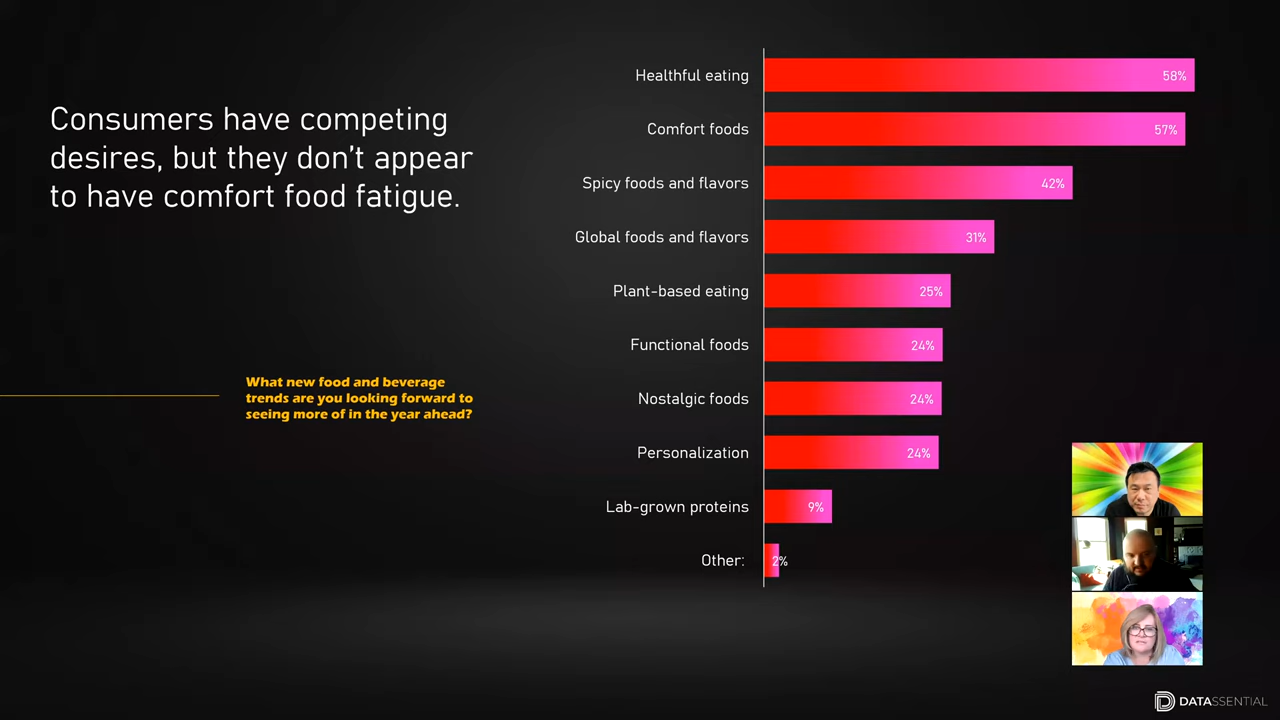 Consumers have competing
desires, but they don't appear
to have comfort food fatigue.
What new food and beverage
trends are you looking forward to
seeing more of in the year ahead?
Healthful eating 58%
Comfort foods 57%
Spicy foods and flavors 42%
Global foods and flavors 31%
Plant-based eating 25%
Functional foods 24%
Nostalgic foods 24%
Personalization 24%
Lab-grown proteins 9%
Other: 2%
DATASSENTIAL